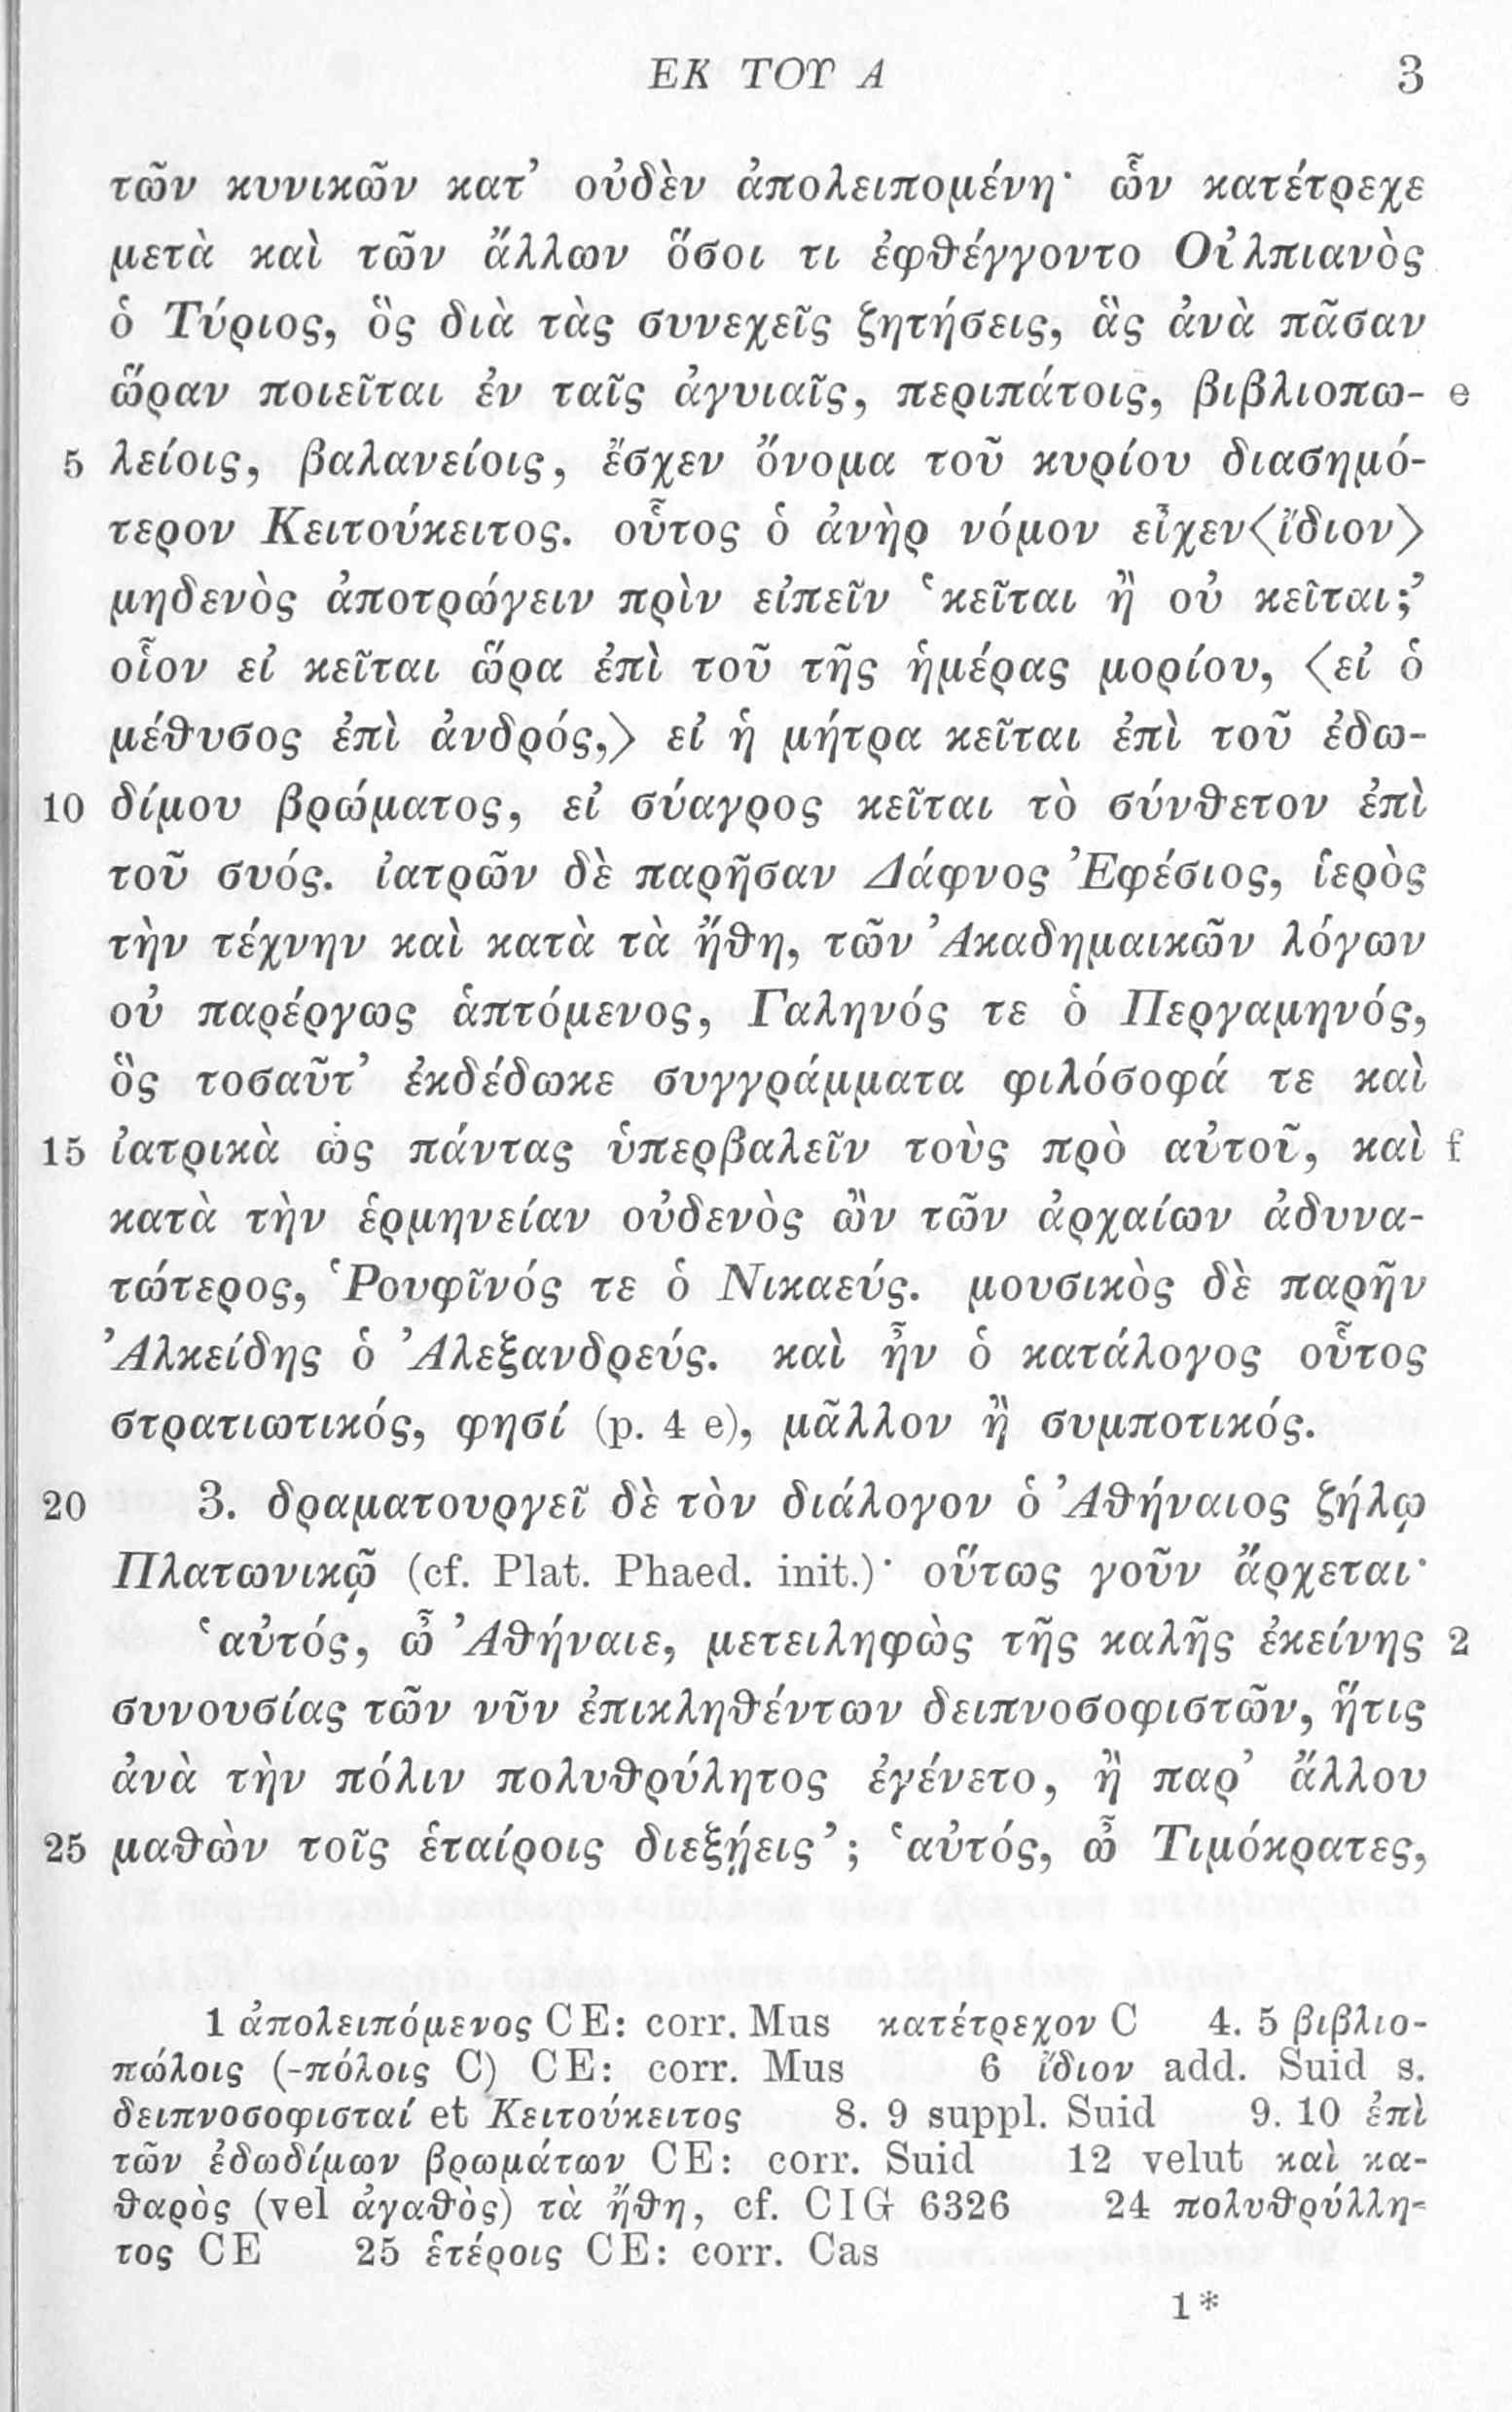 ΕΚ ΤΟΥ Α 3
τῶν κυνικῶν κατ’ οὐδὲν ἀπολειπομένη· ὧν κατέτρεχε
μετὰ καὶ τῶν ἄλλων ὅσοι τι ἐφθέγγοντο Οὐλπιανὸς
ὁ Τύριος, ὃς διὰ τὰς συνεχεῖς ζητήσεις, ἃς ἀνὰ πᾶσαν
ὥραν ποιεῖται ἐν ταῖς ἀγυιαῖς, περιπάτοις, βιβλιοπω- e
5 λείοις, βαλανείοις, ἔσχεν ὄνομα τοῦ κυρίου διασημό-
τερον Κειτούκειτος. οὗτος ὁ ἀνὴρ νόμον εἶχεν <ἴδιον>
μηδενὸς ἀποτρώγειν πρὶν εἰπεῖν ‘κεῖται ἢ οὐ κεῖται;’
οἷον εἰ κεῖται ὥρα ἐπὶ τοῦ τῆς ἡμέρας μορίου, <εἰ ὁ
μέθυσος ἐπὶ ἀνδρός,> εἰ ἡ μήτρα κεῖται ἐπὶ τοῦ ἐδω-
10 δίμου βρώματος, εἰ σύαγρος κεῖται τὸ σύνθετον ἐπὶ
τοῦ συός. ἰατρῶν δὲ παρῆσαν Δάφνος Ἐφέσιος, ἱερὸς
τὴν τέχνην καὶ κατὰ τὰ ἤθη, τῶν Ἀκαδημαικῶν λόγων
οὐ παρέργως ἁπτόμενος, Γαληνός τε ὁ Περγαμηνός,
ὃς τοσαῦτ’ ἐκδέδωκε συγγράμματα φιλόσοφά τε καὶ
15 ἰατρικὰ ὡς πάντας ὑπερβαλεῖν τοὺς πρὸ αὐτοῦ, καὶ f
κατὰ τὴν ἑρμηνείαν οὐδενὸς ὢν τῶν ἀρχαίων ἀδυνα-
τώτερος, Ῥουφῖνός τε ὁ Νικαεύς. μουσικὸς δὲ παρῆν
Ἀλκείδης ὁ Ἀλεξανδρεύς. καὶ ἦν ὁ κατάλογος οὗτος
στρατιωτικός, φησί (p. 4 e), μᾶλλον ἢ συμποτικός.
20 3. δραματουργεῖ δὲ τὸν διάλογον ὁ Ἀθήναιος ζήλῳ
Πλατωνικῷ (cf. Plat. Phaed. init.)· οὕτως γοῦν ἄρχεται·
‘αὐτός, ὦ Ἀθήναιε, μετειληφὼς τῆς καλῆς ἐκείνης 2
συνουσίας τῶν νῦν ἐπικληθέντων δειπνοσοφιστῶν, ἥτις
ἀνὰ τὴν πόλιν πολυθρύλητος ἐγένετο, ἢ παρ’ ἄλλου
25 μαθὼν τοῖς ἑταίροις διεξῄεις’; ‘αὐτός, ὦ Τιμόκρατες,
1 ἀπολειπόμενος CE: corr. Mus κατέτρεχον C 4. 5 βιβλιο-
πώλοις (-πόλοις C) CE: corr. Mus 6 ἴδιον add. Suid s.
δειπνοσοφισταί et Κειτούκειτος 8. 9 suppl. Suid 9. 10 ἐπὶ
τῶν ἐδωδίμων βρωμάτων CE: corr. Suid 12 velut καὶ κα-
θαρὸς (vel ἀγαθὸς) τὰ ἤθη, cf. CIG 6326 24 πολυθρύλλη-
τος CE 25 ἑτέροις CE: corr. Cas
1*